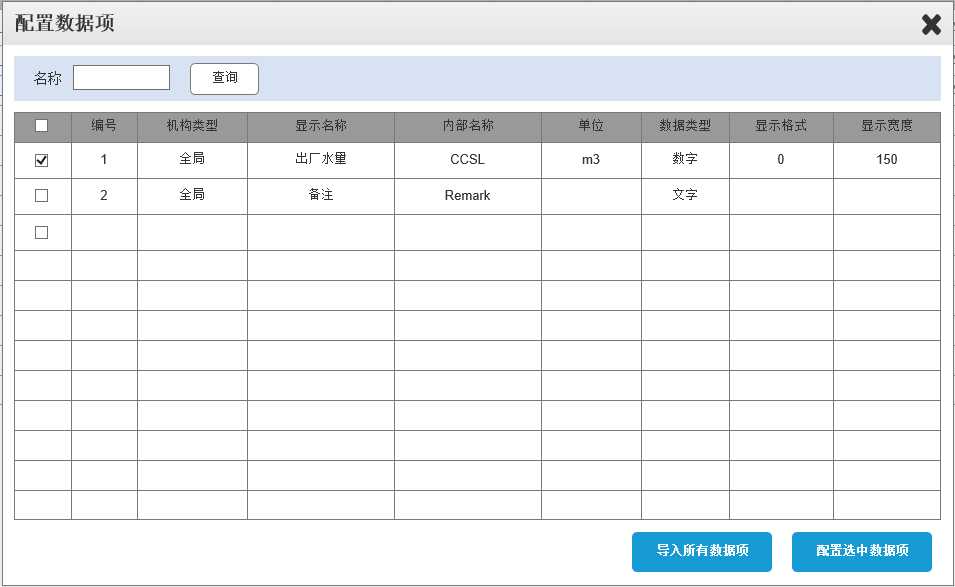 配置数据项
名称 查询
编号 机构类型 显示名称 内部名称 单位 数据类型 显示格式 显示宽度
1 全局 出厂水量 CCSL m3 数字 0 150
2 全局 备注 Remark 文字
导入所有数据项 配置选中数据项